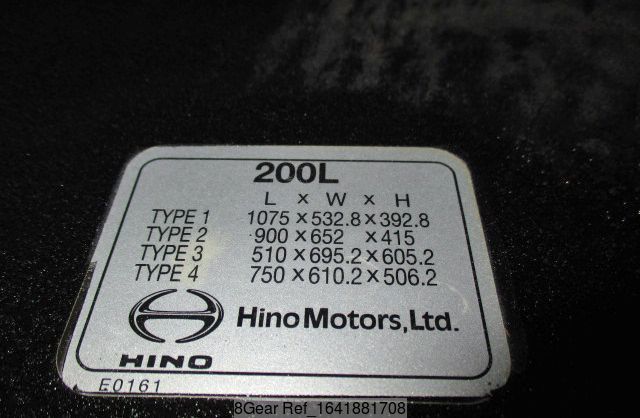 200L
L x W x H
TYPE 1 1075 x 532.8 x 392.8
TYPE 2 900 x 652 x 415
TYPE 3 510 x 695.2 x 605.2
TYPE 4 750 x 610.2 x 506.2
Hino Motors, Ltd.
HINO
E0161
8Gear Ref_1641881708